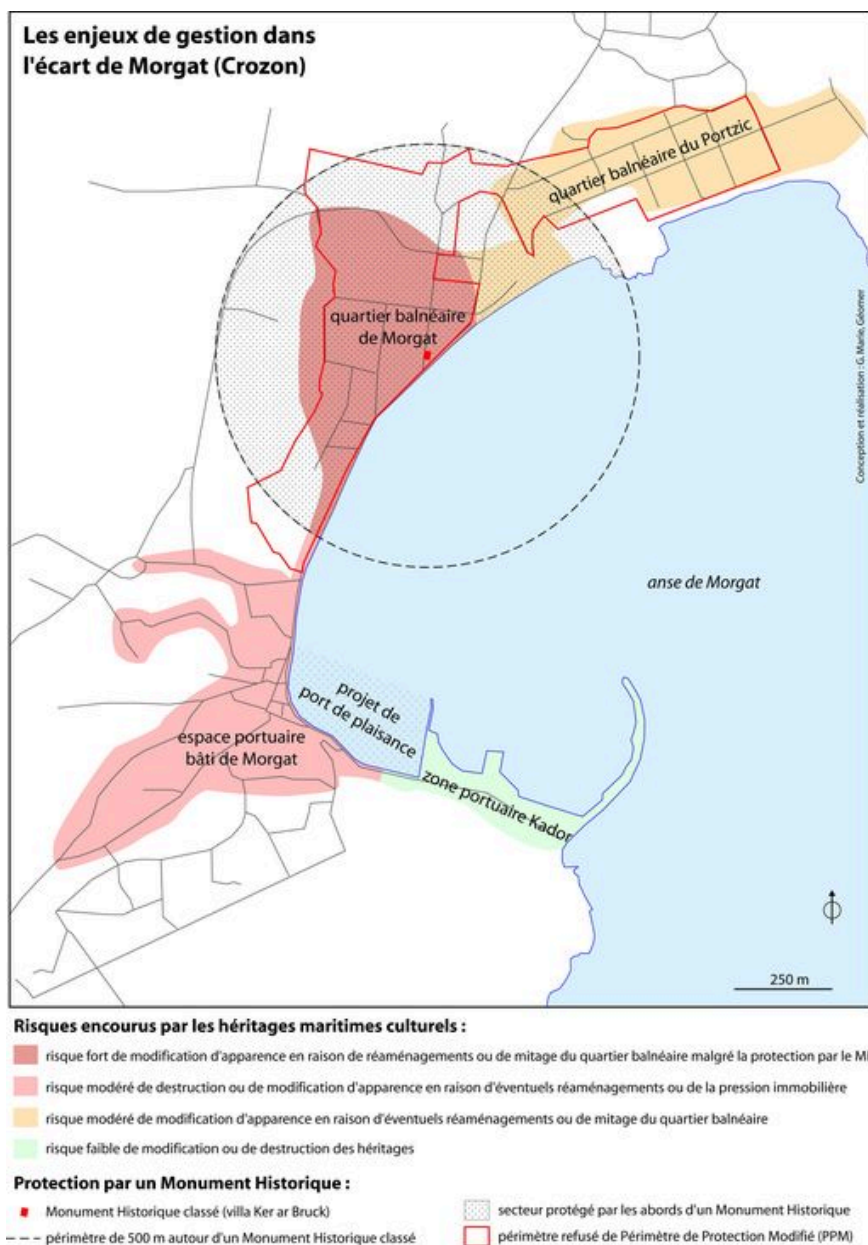 Les enjeux de gestion dans
l'écart de Morgat (Crozon)
quartier balnéaire du Portzic
quartier balnéaire
de Morgat
Conception et réalisation : G. Marie, Géomer
anse de Morgat
projet de
port de plaisance
espace portuaire
bâti de Morgat
zone portuaire Kador
250 m
Risques encourus par les héritages maritimes culturels :
risque fort de modification d'apparence en raison de réaménagements ou de mitage du quartier balnéaire malgré la protection par le M
risque modéré de destruction ou de modification d'apparence en raison d'éventuels réaménagements ou de la pression immobilière
risque modéré de modification d'apparence en raison d'éventuels réaménagements ou de mitage du quartier balnéaire
risque faible de modification ou de destruction des héritages
Protection par un Monument Historique :
Monument Historique classé (villa Ker ar Bruck)
périmètre de 500 m autour d'un Monument Historique classé
secteur protégé par les abords d'un Monument Historique
périmètre refusé de Périmètre de Protection Modifié (PPM)